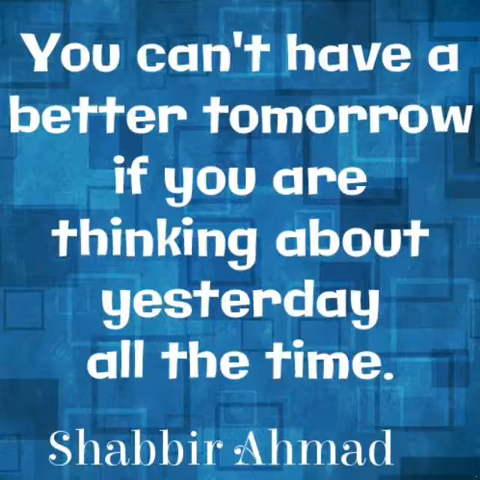 You can't have a
better tomorrow
if you are
thinking about
yesterday
all the time.
Shabbir Ahmad